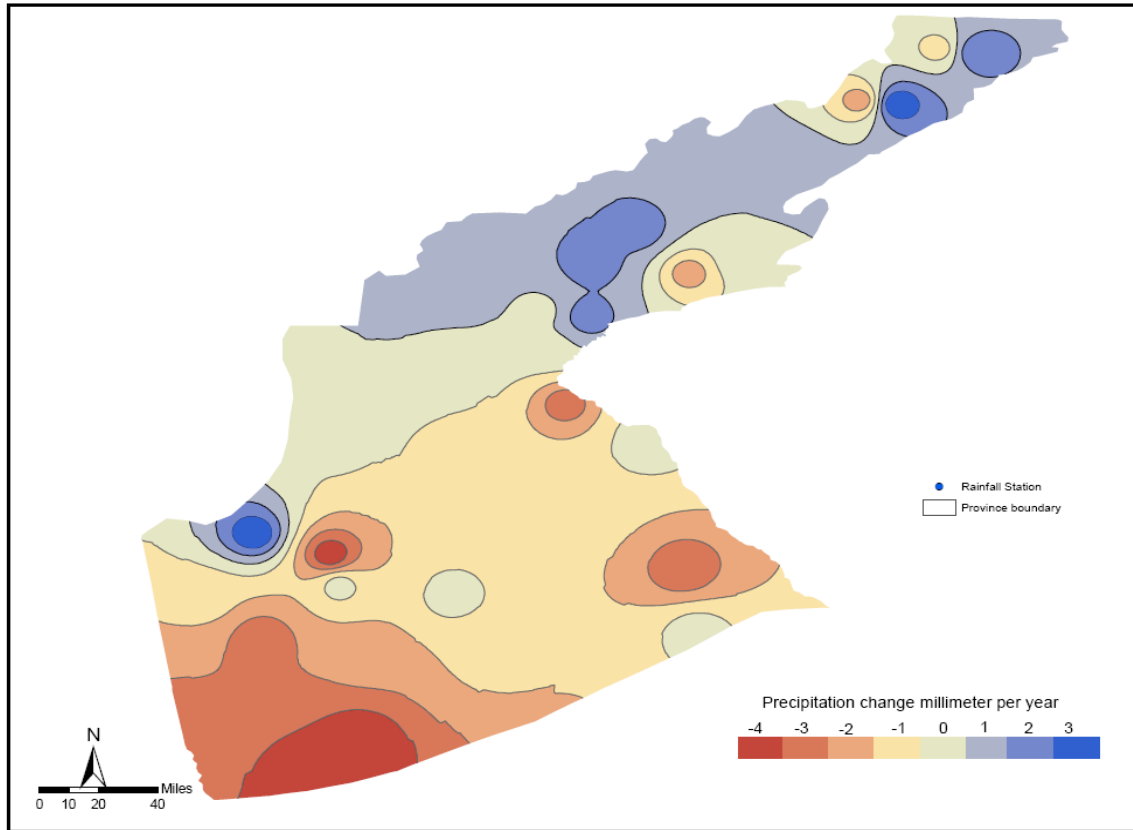 Rainfall Station
Province boundary
Precipitation change millimeter per year
-4 -3 -2 -1 0 1 2 3
N
Miles
0 10 20 40